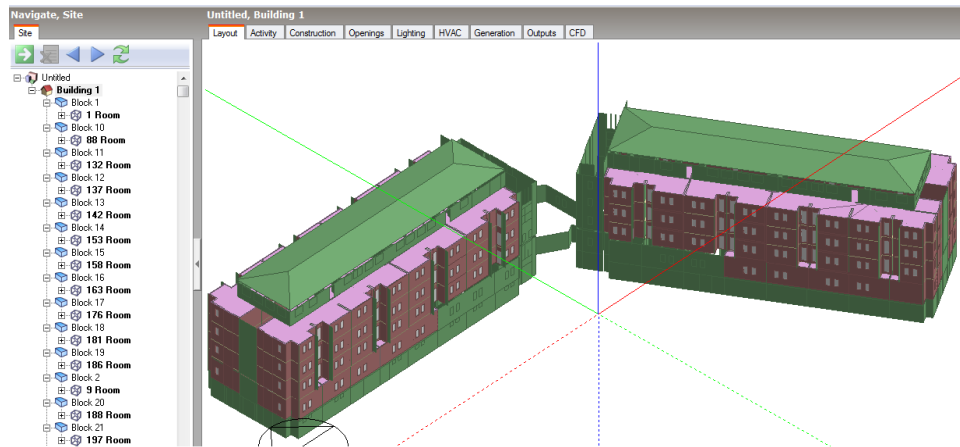 Navigate, Site
Site
Untitled
Building 1
Block 1
1 Room
Block 10
88 Room
Block 11
132 Room
Block 12
137 Room
Block 13
142 Room
Block 14
153 Room
Block 15
158 Room
Block 16
163 Room
Block 17
176 Room
Block 18
181 Room
Block 19
186 Room
Block 2
9 Room
Block 20
188 Room
Block 21
197 Room
Untitled, Building 1
Layout Activity Construction Openings Lighting HVAC Generation Outputs CFD